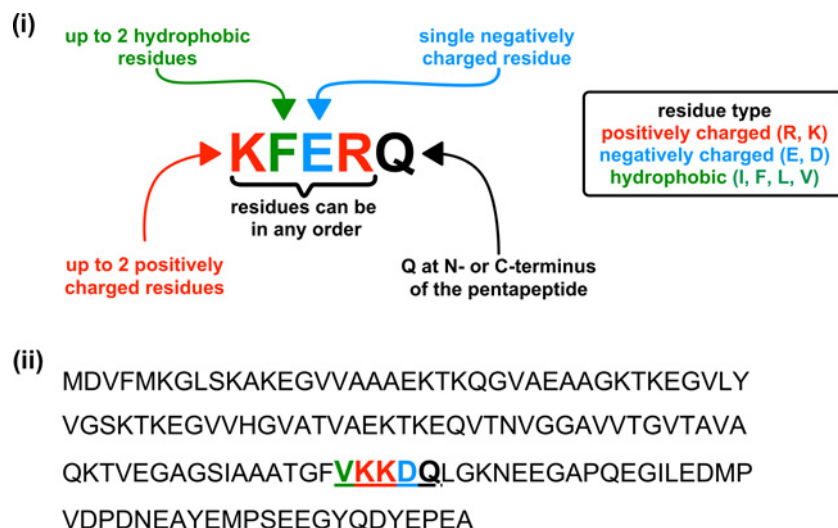 (i)
up to 2 hydrophobic
residues
single negatively
charged residue
KFERQ
residues can be
in any order
up to 2 positively
charged residues
Q at N- or C-terminus
of the pentapeptide
residue type
positively charged (R, K)
negatively charged (E, D)
hydrophobic (I, F, L, V)
(ii)
MDVFMKGLSKAKEGVVAAAEKTKQGVAEAAGKTKEGVLY
VGSKTKEGVVHGVATVAEKTKEQVTNVGGAVVTGVTAVA
QKTVEGAGSIAAATGFVKKDQLGKNEEGAPQEGILEDMP
VDPDNEAYEMPSEEGYQDYEPEA